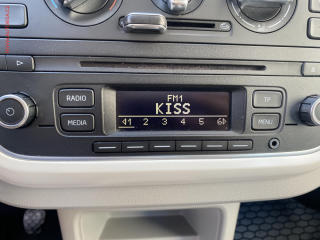 RADIO
FM1
KISS
TP
MEDIA
1 2 3 4 5 6
MENU